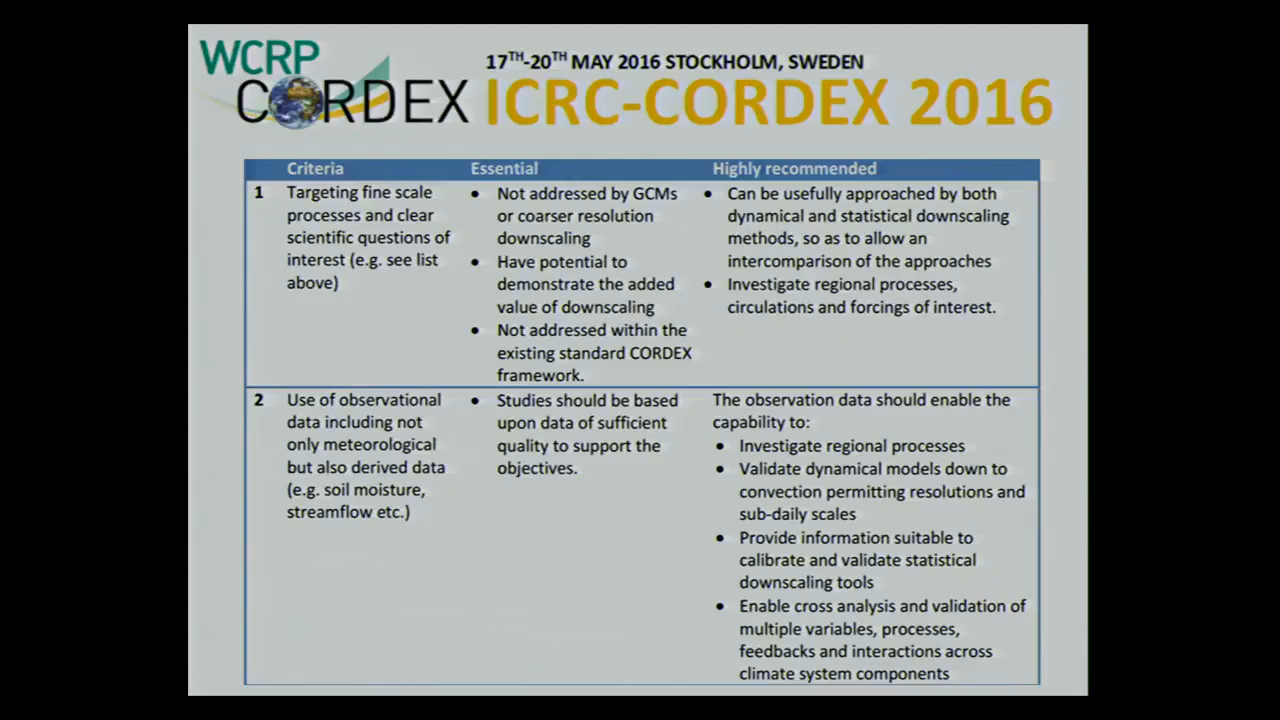 WCRP
CORDEX
17TH-20TH MAY 2016 STOCKHOLM, SWEDEN
ICRC-CORDEX 2016
Criteria
Essential
Highly recommended
1
Targeting fine scale
processes and clear
scientific questions of
interest (e.g. see list
above)
• Not addressed by GCMs
or coarser resolution
downscaling
• Have potential to
demonstrate the added
value of downscaling
• Not addressed within the
existing standard CORDEX
framework.
• Can be usefully approached by both
dynamical and statistical downscaling
methods, so as to allow an
intercomparison of the approaches
• Investigate regional processes,
circulations and forcings of interest.
2
Use of observational
data including not
only meteorological
but also derived data
(e.g. soil moisture,
streamflow etc.)
• Studies should be based
upon data of sufficient
quality to support the
objectives.
The observation data should enable the
capability to:
• Investigate regional processes
• Validate dynamical models down to
convection permitting resolutions and
sub-daily scales
• Provide information suitable to
calibrate and validate statistical
downscaling tools
• Enable cross analysis and validation of
multiple variables, processes,
feedbacks and interactions across
climate system components